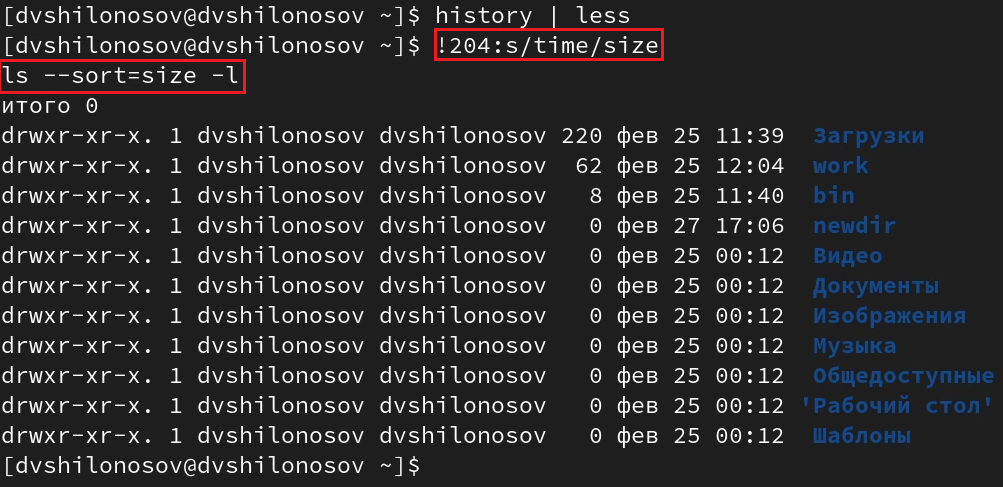 [dvshilonosov@dvshilonosov ~]$ history | less
[dvshilonosov@dvshilonosov ~]$ !204:s/time/size
ls --sort=size -l
итого 0
drwxr-xr-x. 1 dvshilonosov dvshilonosov 220 фев 25 11:39  Загрузки
drwxr-xr-x. 1 dvshilonosov dvshilonosov  62 фев 25 12:04  work
drwxr-xr-x. 1 dvshilonosov dvshilonosov   8 фев 25 11:40  bin
drwxr-xr-x. 1 dvshilonosov dvshilonosov   0 фев 27 17:06  newdir
drwxr-xr-x. 1 dvshilonosov dvshilonosov   0 фев 25 00:12  Видео
drwxr-xr-x. 1 dvshilonosov dvshilonosov   0 фев 25 00:12  Документы
drwxr-xr-x. 1 dvshilonosov dvshilonosov   0 фев 25 00:12  Изображения
drwxr-xr-x. 1 dvshilonosov dvshilonosov   0 фев 25 00:12  Музыка
drwxr-xr-x. 1 dvshilonosov dvshilonosov   0 фев 25 00:12  Общедоступные
drwxr-xr-x. 1 dvshilonosov dvshilonosov   0 фев 25 00:12 'Рабочий стол'
drwxr-xr-x. 1 dvshilonosov dvshilonosov   0 фев 25 00:12  Шаблоны
[dvshilonosov@dvshilonosov ~]$